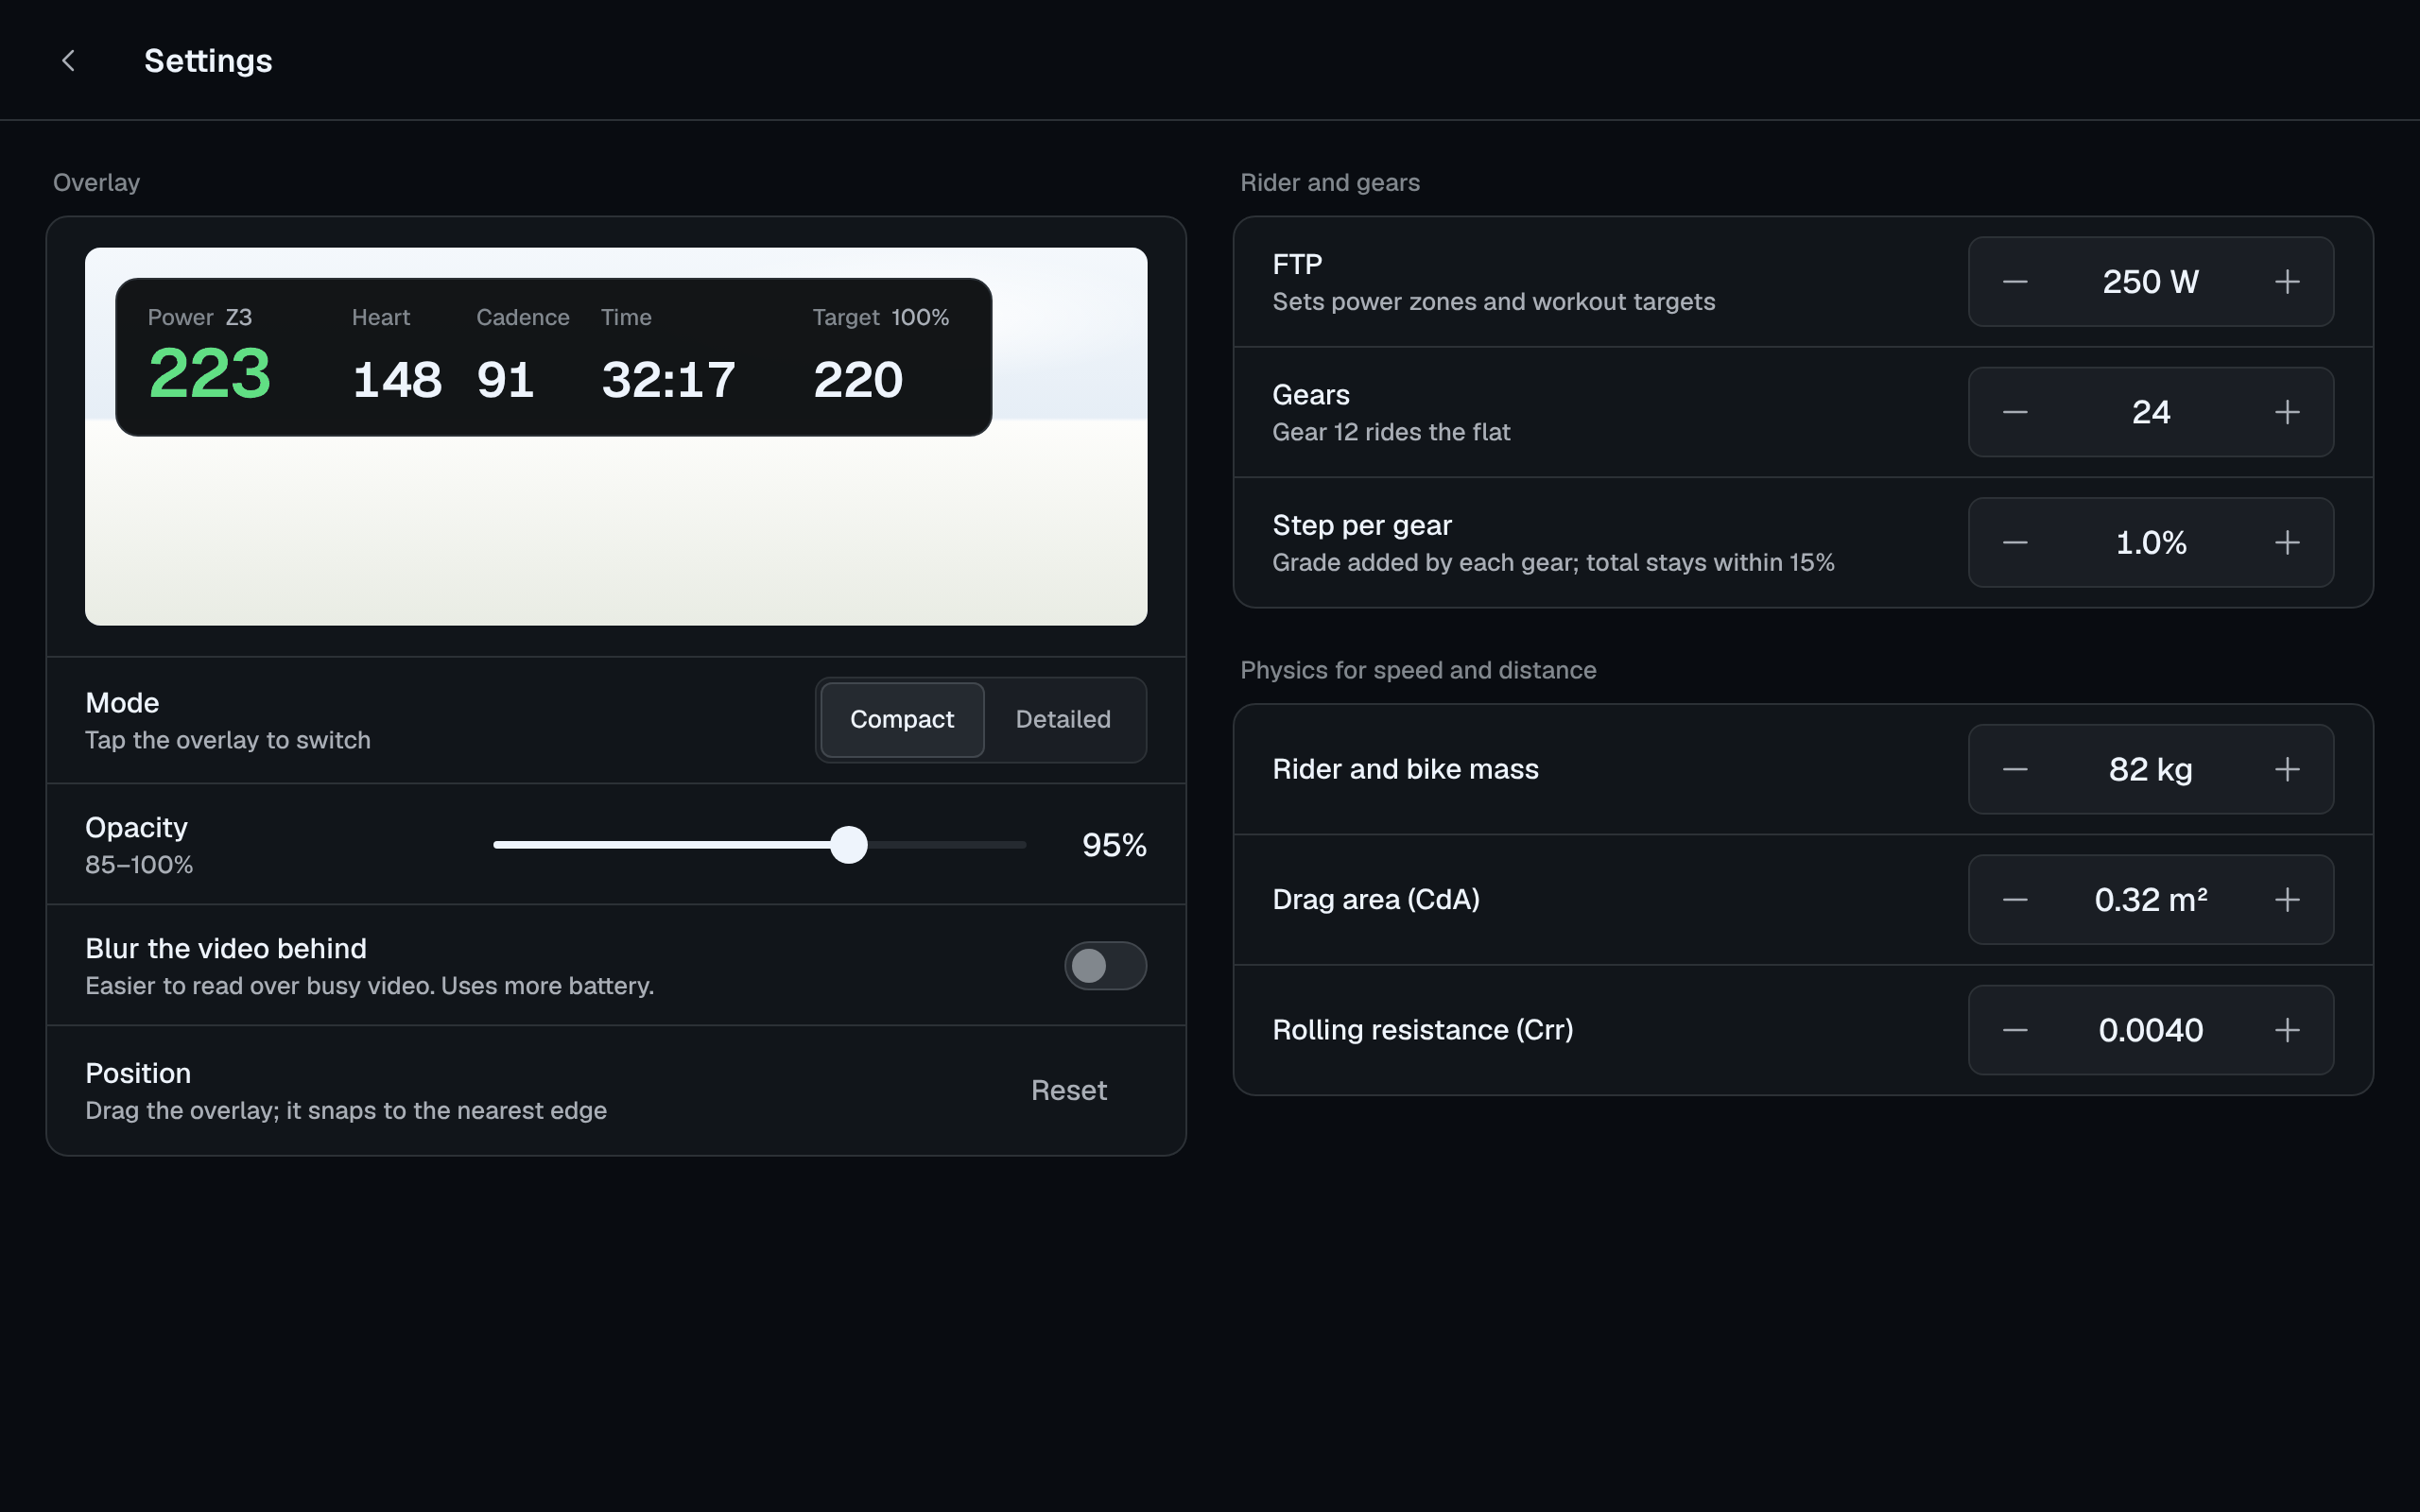 Settings
Overlay
Power Z3 Heart Cadence Time Target 100%
223 148 91 32:17 220
Mode
Tap the overlay to switch
Compact Detailed
Opacity
85–100%
95%
Blur the video behind
Easier to read over busy video. Uses more battery.
Position
Drag the overlay; it snaps to the nearest edge
Reset
Rider and gears
FTP
Sets power zones and workout targets
250 W
Gears
Gear 12 rides the flat
24
Step per gear
Grade added by each gear; total stays within 15%
1.0%
Physics for speed and distance
Rider and bike mass
82 kg
Drag area (CdA)
0.32 m²
Rolling resistance (Crr)
0.0040